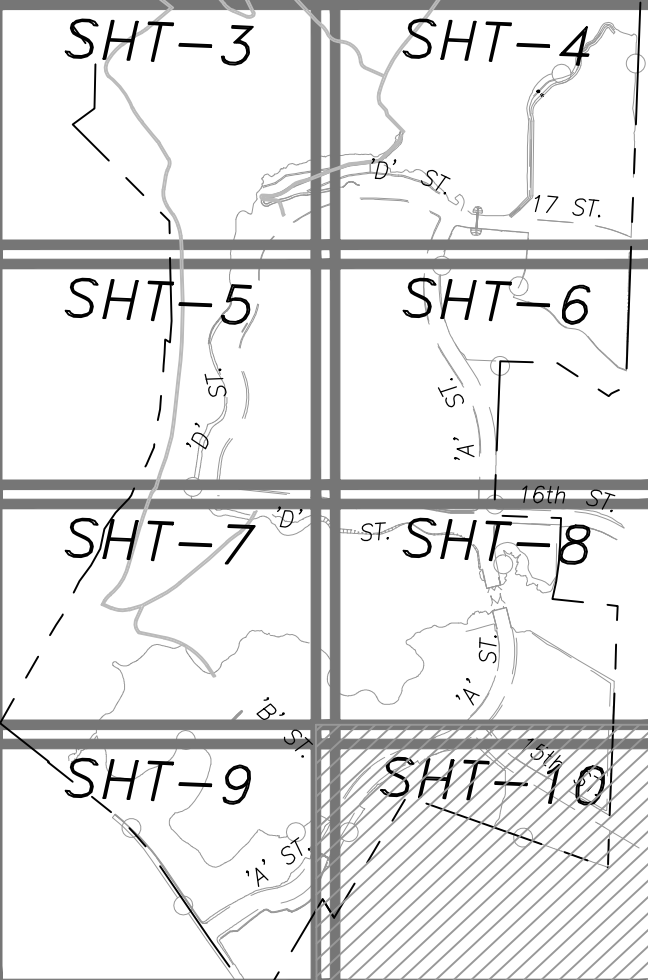 SHT-3
SHT-4
'D' ST.
17 ST.
SHT-5
SHT-6
'D' ST.
'A' ST.
16th ST.
'D' ST.
SHT-7
SHT-8
'A' ST.
'B' ST.
15th ST.
SHT-9
SHT-10
'A' ST.